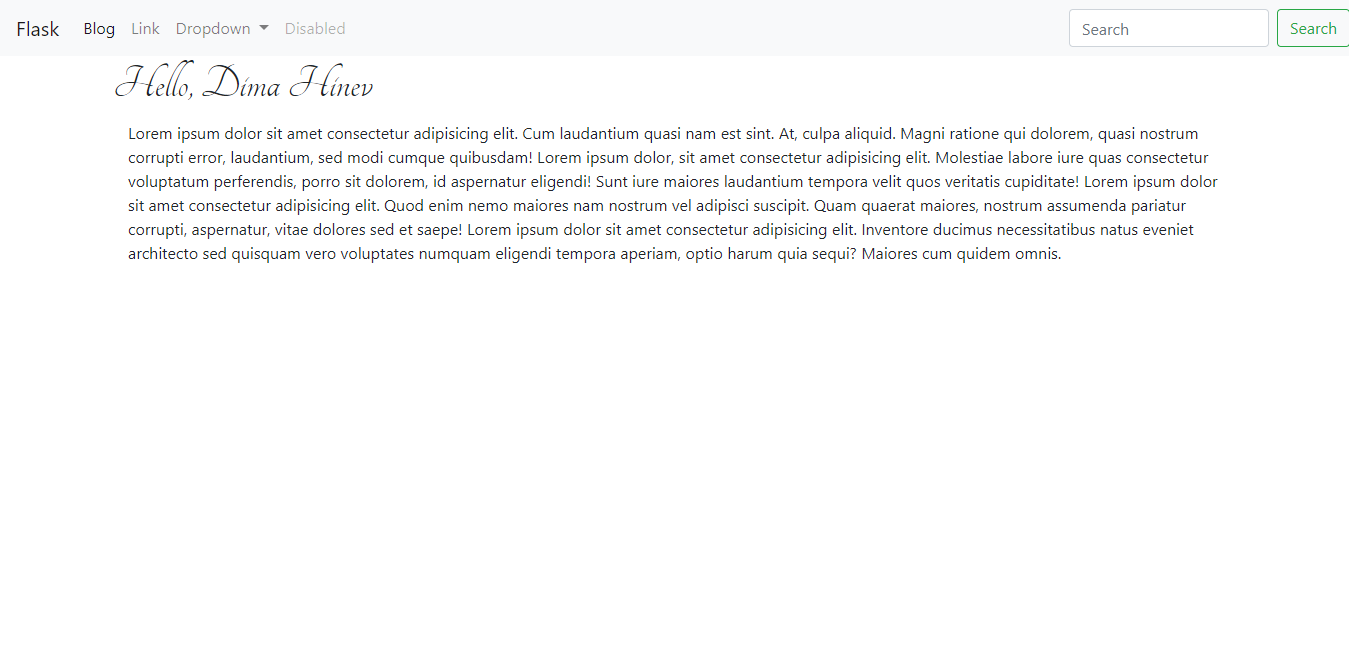 Flask Blog Link Dropdown Disabled Search Search
Hello, Dima Hinev
Lorem ipsum dolor sit amet consectetur adipisicing elit. Cum laudantium quasi nam est sint. At, culpa aliquid. Magni ratione qui dolorem, quasi nostrum
corrupti error, laudantium, sed modi cumque quibusdam! Lorem ipsum dolor, sit amet consectetur adipisicing elit. Molestiae labore iure quas consectetur
voluptatum perferendis, porro sit dolorem, id aspernatur eligendi! Sunt iure maiores laudantium tempora velit quos veritatis cupiditate! Lorem ipsum dolor
sit amet consectetur adipisicing elit. Quod enim nemo maiores nam nostrum vel adipisci suscipit. Quam quaerat maiores, nostrum assumenda pariatur
corrupti, aspernatur, vitae dolores sed et saepe! Lorem ipsum dolor sit amet consectetur adipisicing elit. Inventore ducimus necessitatibus natus eveniet
architecto sed quisquam vero voluptates numquam eligendi tempora aperiam, optio harum quia sequi? Maiores cum quidem omnis.